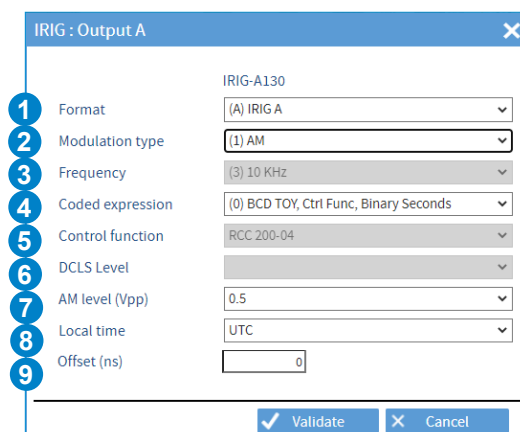 IRIG : Output A
IRIG-A130
1 Format (A) IRIG A
2 Modulation type (1) AM
3 Frequency (3) 10 KHz
4 Coded expression (0) BCD TOY, Ctrl Func, Binary Seconds
5 Control function RCC 200-04
6 DCLS Level
7 AM level (Vpp) 0.5
8 Local time UTC
9 Offset (ns) 0
Validate Cancel